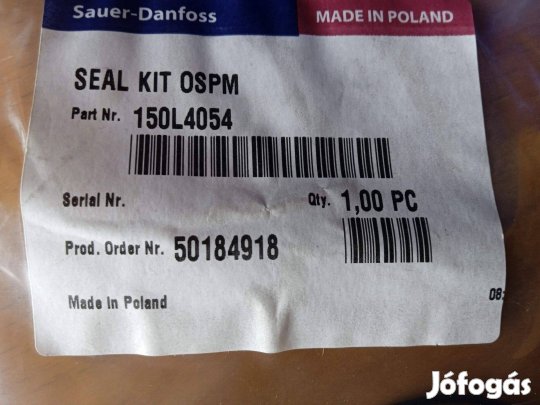 Sauer-Danfoss
MADE IN POLAND
SEAL KIT OSPM
Part Nr. 150L4054
Serial Nr.
Qty. 1,00 PC
Prod. Order Nr. 50184918
Made in Poland
08:
Jófogás